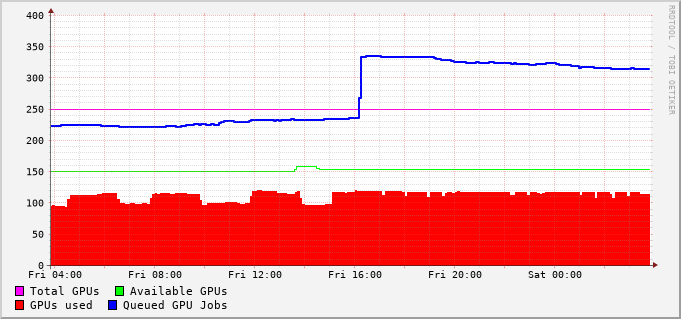 RRDTOOL / TOBI OETIKER
400
350
300
250
200
150
100
50
0
Fri 04:00 Fri 08:00 Fri 12:00 Fri 16:00 Fri 20:00 Sat 00:00
Total GPUs Available GPUs
GPUs used Queued GPU Jobs